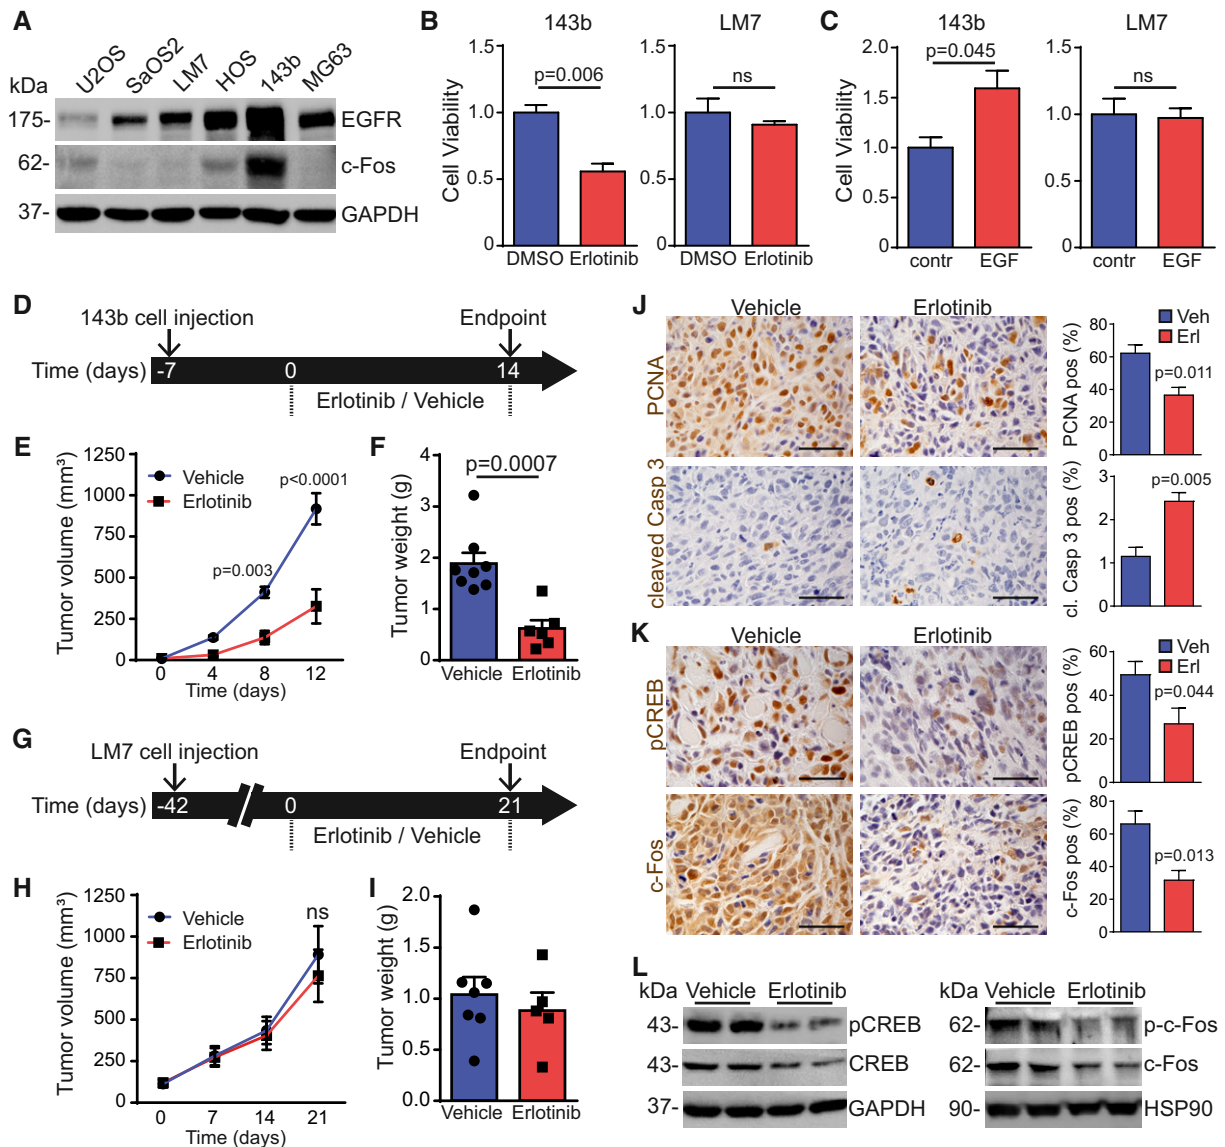 A
kDa
U2OS
SaOS2
LM7
HOS
143b
MG63
175-
EGFR
62-
c-Fos
37-
GAPDH
B
143b
LM7
Cell Viability
1.5
1.0
0.5
0
p=0.006
DMSO Erlotinib
1.5
1.0
0.5
0
ns
DMSO Erlotinib
C
143b
LM7
Cell Viability
2.0
1.5
1.0
0.5
0
p=0.045
contr EGF
1.5
1.0
0.5
0
ns
contr EGF
D
143b cell injection
Endpoint
Time (days)
-7 0 14
Erlotinib / Vehicle
E
Tumor volume (mm³)
1250
1000
750
500
250
0
Vehicle
Erlotinib
p<0.0001
p=0.003
0 4 8 12
Time (days)
F
Tumor weight (g)
4
3
2
1
0
p=0.0007
Vehicle Erlotinib
G
LM7 cell injection
Endpoint
Time (days)
-42 0 21
Erlotinib / Vehicle
H
Tumor volume (mm³)
1250
1000
750
500
250
0
Vehicle
Erlotinib
ns
0 7 14 21
Time (days)
I
Tumor weight (g)
2.0
1.5
1.0
0.5
0
Vehicle Erlotinib
J
Vehicle
Erlotinib
PCNA
cleaved Casp 3
Veh
Erl
PCNA pos (%)
80
60
40
20
0
p=0.011
cl. Casp 3 pos (%)
3
2
1
0
p=0.005
K
Vehicle
Erlotinib
pCREB
c-Fos
Veh
Erl
pCREB pos (%)
60
40
20
0
p=0.044
c-Fos pos (%)
80
60
40
20
0
p=0.013
L
kDa
Vehicle Erlotinib
43-
pCREB
43-
CREB
37-
GAPDH
kDa
Vehicle Erlotinib
62-
p-c-Fos
62-
c-Fos
90-
HSP90